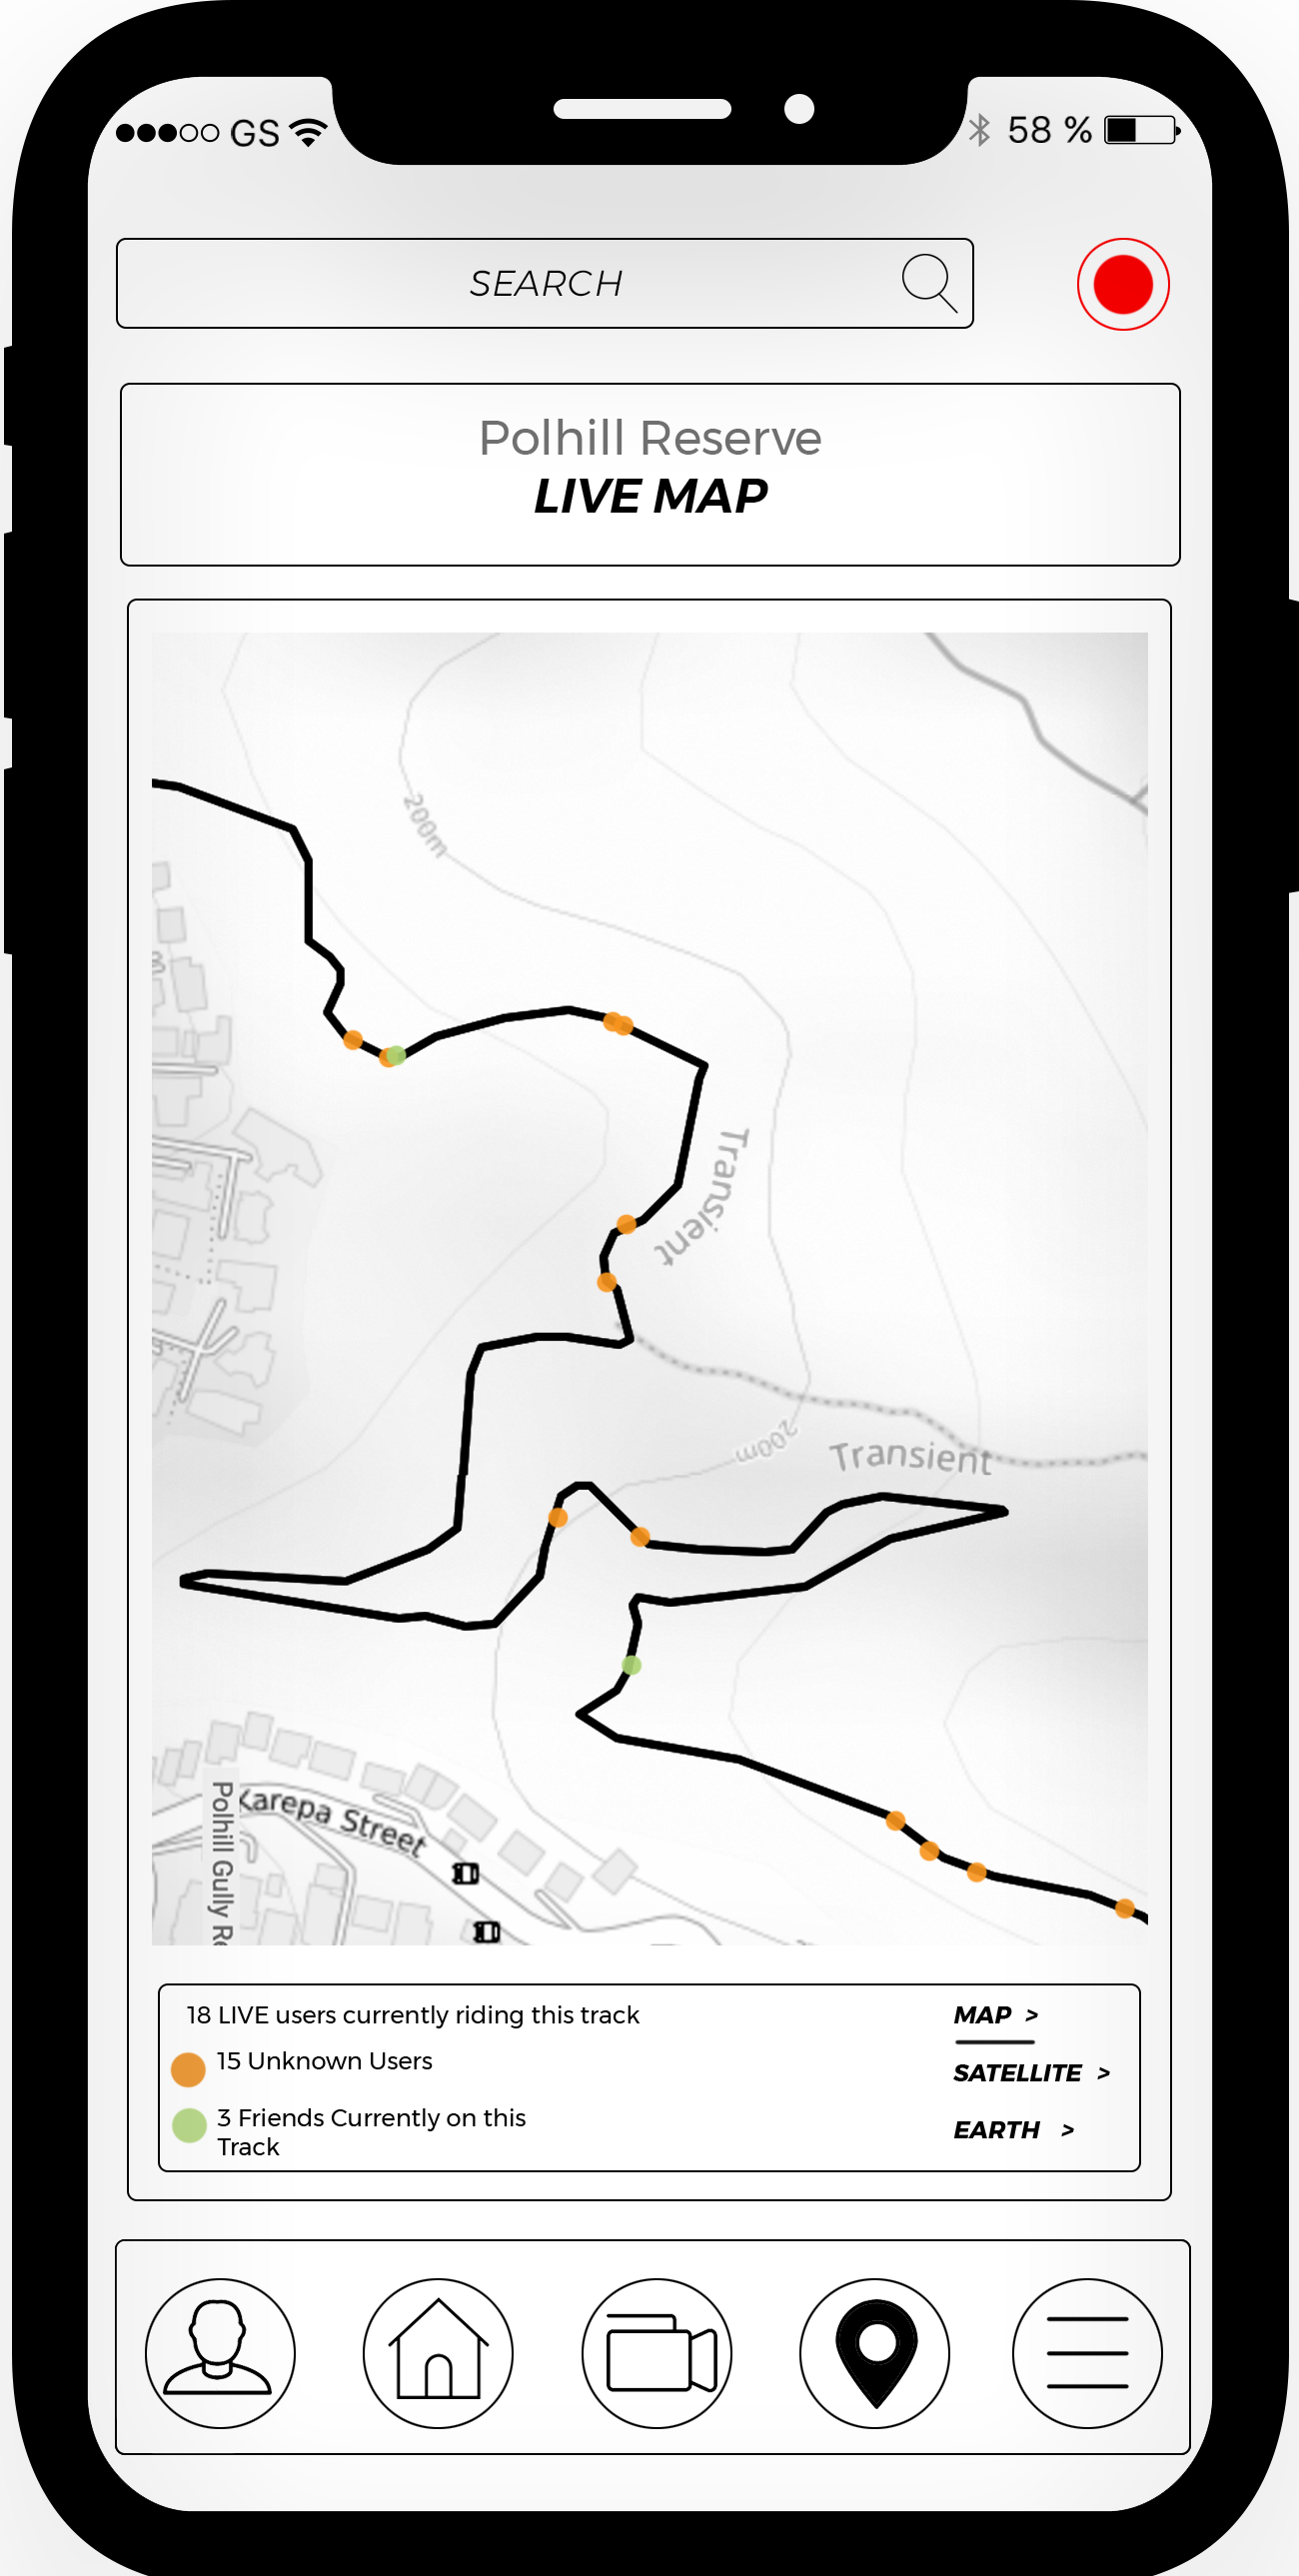 GS
58 %
SEARCH
Polhill Reserve
LIVE MAP
200m
Transient
200m
Transient
Karepa Street
Polhill Gully Re
18 LIVE users currently riding this track
15 Unknown Users
3 Friends Currently on this
Track
MAP >
SATELLITE >
EARTH >